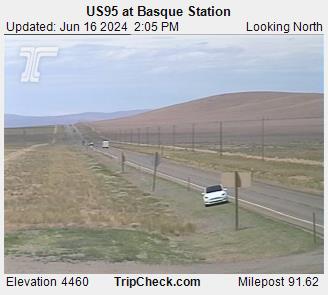 US95 at Basque Station
Updated: Jun 16 2024 2:05 PM Looking North
Elevation 4460 TripCheck.com Milepost 91.62